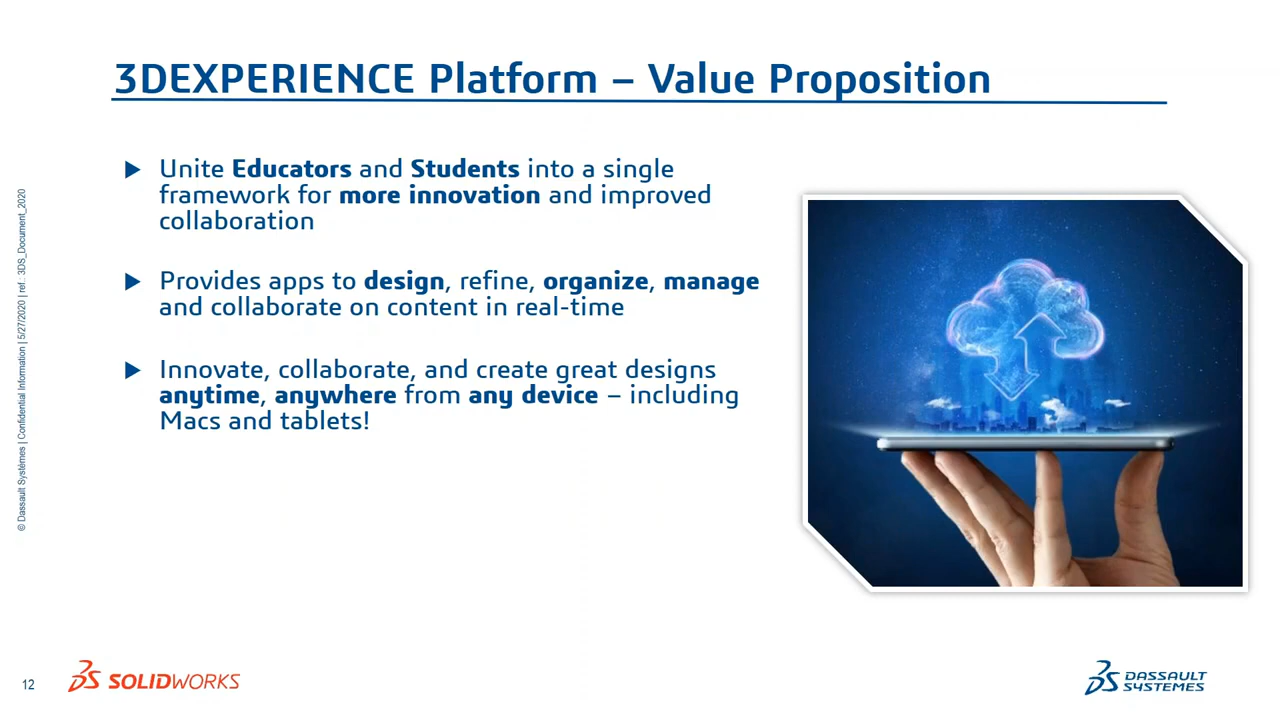 3DEXPERIENCE Platform – Value Proposition
Unite Educators and Students into a single
framework for more innovation and improved
collaboration
Provides apps to design, refine, organize, manage
and collaborate on content in real-time
Innovate, collaborate, and create great designs
anytime, anywhere from any device – including
Macs and tablets!
© Dassault Systèmes | Confidential Information | 5/27/2020 | ref.: 3DS_Document_2020
12
SOLIDWORKS
DASSAULT
SYSTEMES